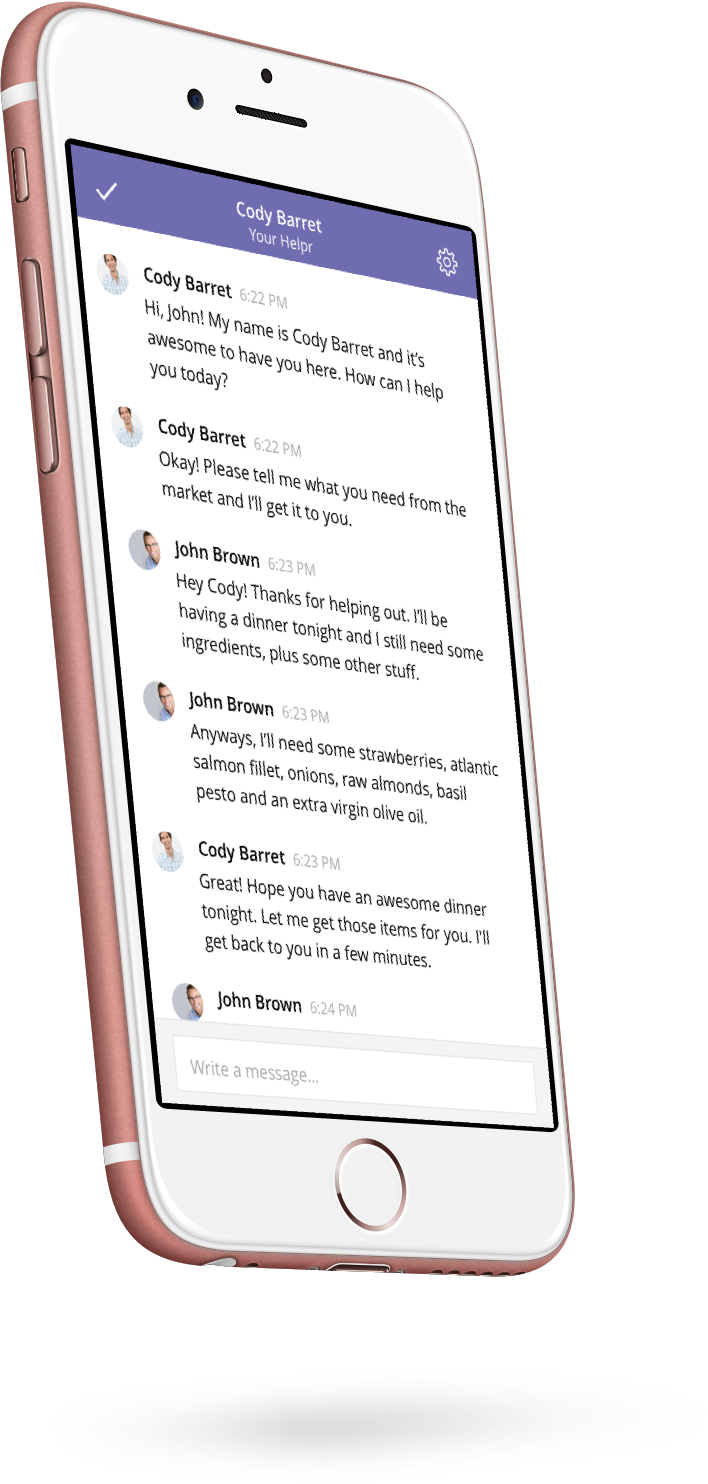 Cody Barret
Your Helpr
Cody Barret 6:22 PM
Hi, John! My name is Cody Barret and it's
awesome to have you here. How can I help
you today?
Cody Barret 6:22 PM
Okay! Please tell me what you need from the
market and I'll get it to you.
John Brown 6:23 PM
Hey Cody! Thanks for helping out. I'll be
having a dinner tonight and I still need some
ingredients, plus some other stuff.
John Brown 6:23 PM
Anyways, I'll need some strawberries, atlantic
salmon fillet, onions, raw almonds, basil
pesto and an extra virgin olive oil.
Cody Barret 6:23 PM
Great! Hope you have an awesome dinner
tonight. Let me get those items for you. I'll
get back to you in a few minutes.
John Brown 6:24 PM
Write a message...